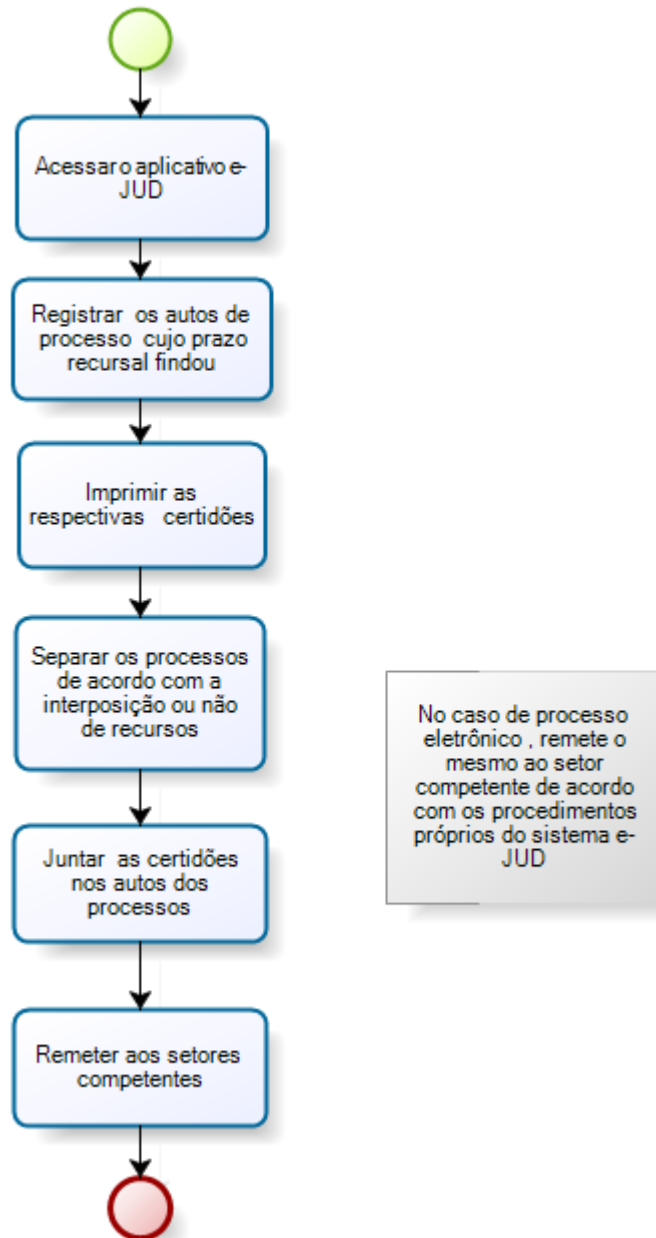 Acessar o aplicativo e-
JUD
Registrar os autos de
processo cujo prazo
recursal findou
Imprimir as
respectivas certidões
Separar os processos
de acordo com a
interposição ou não
de recursos
Juntar as certidões
nos autos dos
processos
Remeter aos setores
competentes
No caso de processo
eletrônico , remete o
mesmo ao setor
competente de acordo
com os procedimentos
próprios do sistema e-
JUD